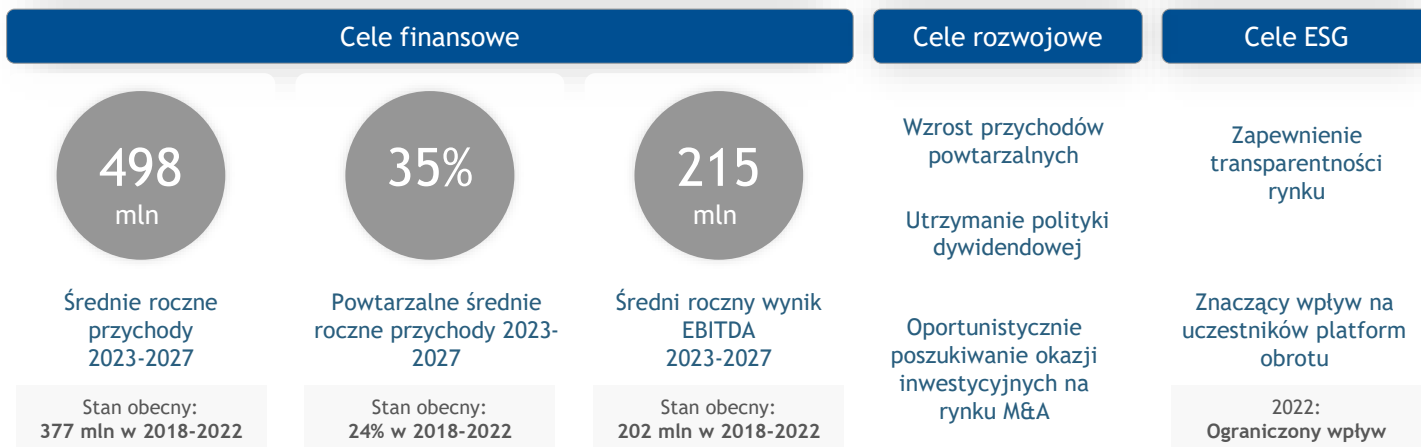 Cele finansowe
498
mln
Średnie roczne
przychody
2023-2027
Stan obecny:
377 mln w 2018-2022
35%
Powtarzalne średnie
roczne przychody 2023-
2027
Stan obecny:
24% w 2018-2022
215
mln
Średni roczny wynik
EBITDA
2023-2027
Stan obecny:
202 mln w 2018-2022
Cele rozwojowe
Wzrost przychodów
powtarzalnych
Utrzymanie polityki
dywidendowej
Oportunistycznie
poszukiwanie okazji
inwestycyjnych na
rynku M&A
Cele ESG
Zapewnienie
transparentności
rynku
Znaczący wpływ na
uczestników platform
obrotu
2022:
Ograniczony wpływ